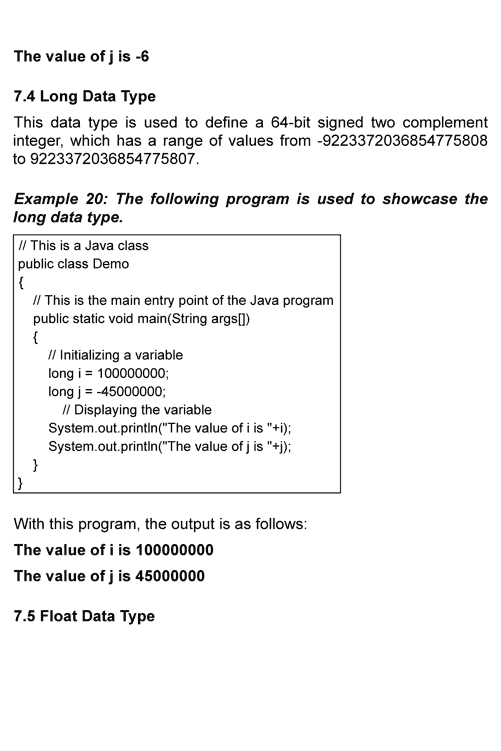 The value of j is -6
7.4 Long Data Type
This data type is used to define a 64-bit signed two complement
integer, which has a range of values from -9223372036854775808
to 9223372036854775807.
Example 20: The following program is used to showcase the
long data type.
// This is a Java class
public class Demo
{
// This is the main entry point of the Java program
public static void main(String args[])
{
// Initializing a variable
long i = 100000000;
long j = -45000000;
// Displaying the variable
System.out.println("The value of i is "+i);
System.out.println("The value of j is "+j);
}
}
With this program, the output is as follows:
The value of i is 100000000
The value of j is 45000000
7.5 Float Data Type